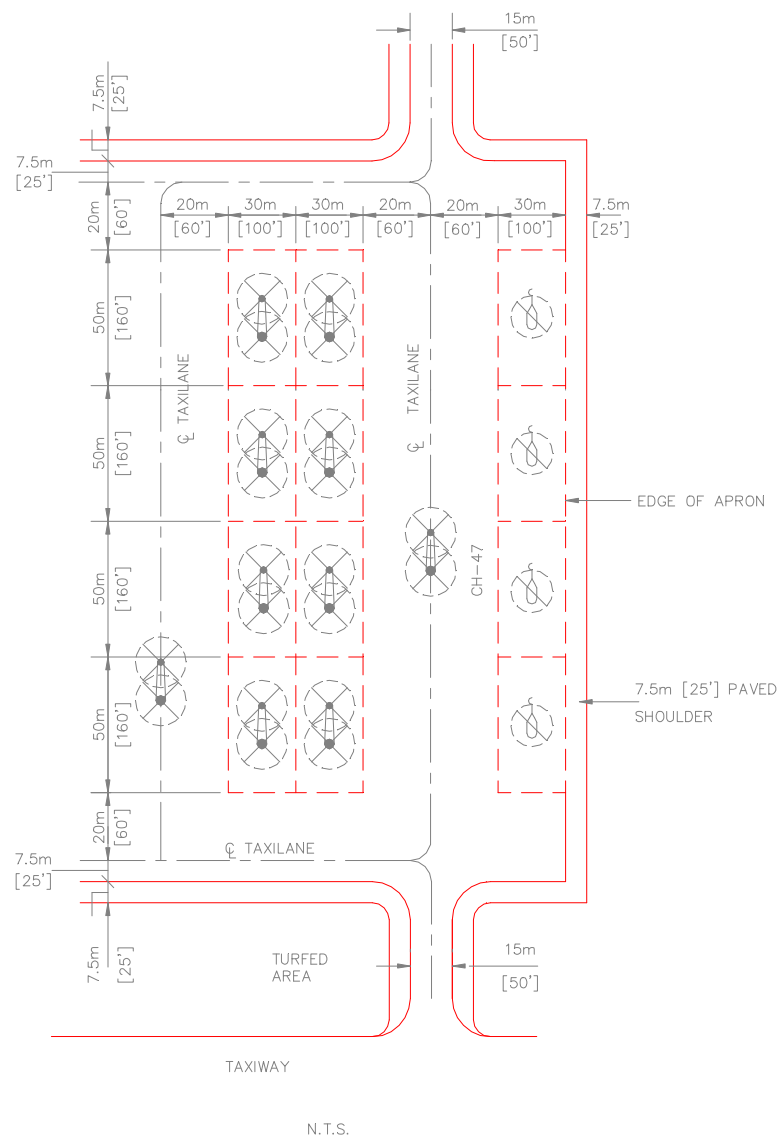 15m
[50']
7.5m
[25']
7.5m
[25']
20m
[60']
20m
[60']
30m
[100']
30m
[100']
20m
[60']
20m
[60']
30m
[100']
7.5m
[25']
50m
[160']
℄ TAXILANE
℄ TAXILANE
50m
[160']
EDGE OF APRON
50m
[160']
CH-47
50m
[160']
7.5m [25'] PAVED
SHOULDER
20m
[60']
℄ TAXILANE
7.5m
[25']
7.5m
[25']
TURFED
AREA
15m
[50']
TAXIWAY
N.T.S.